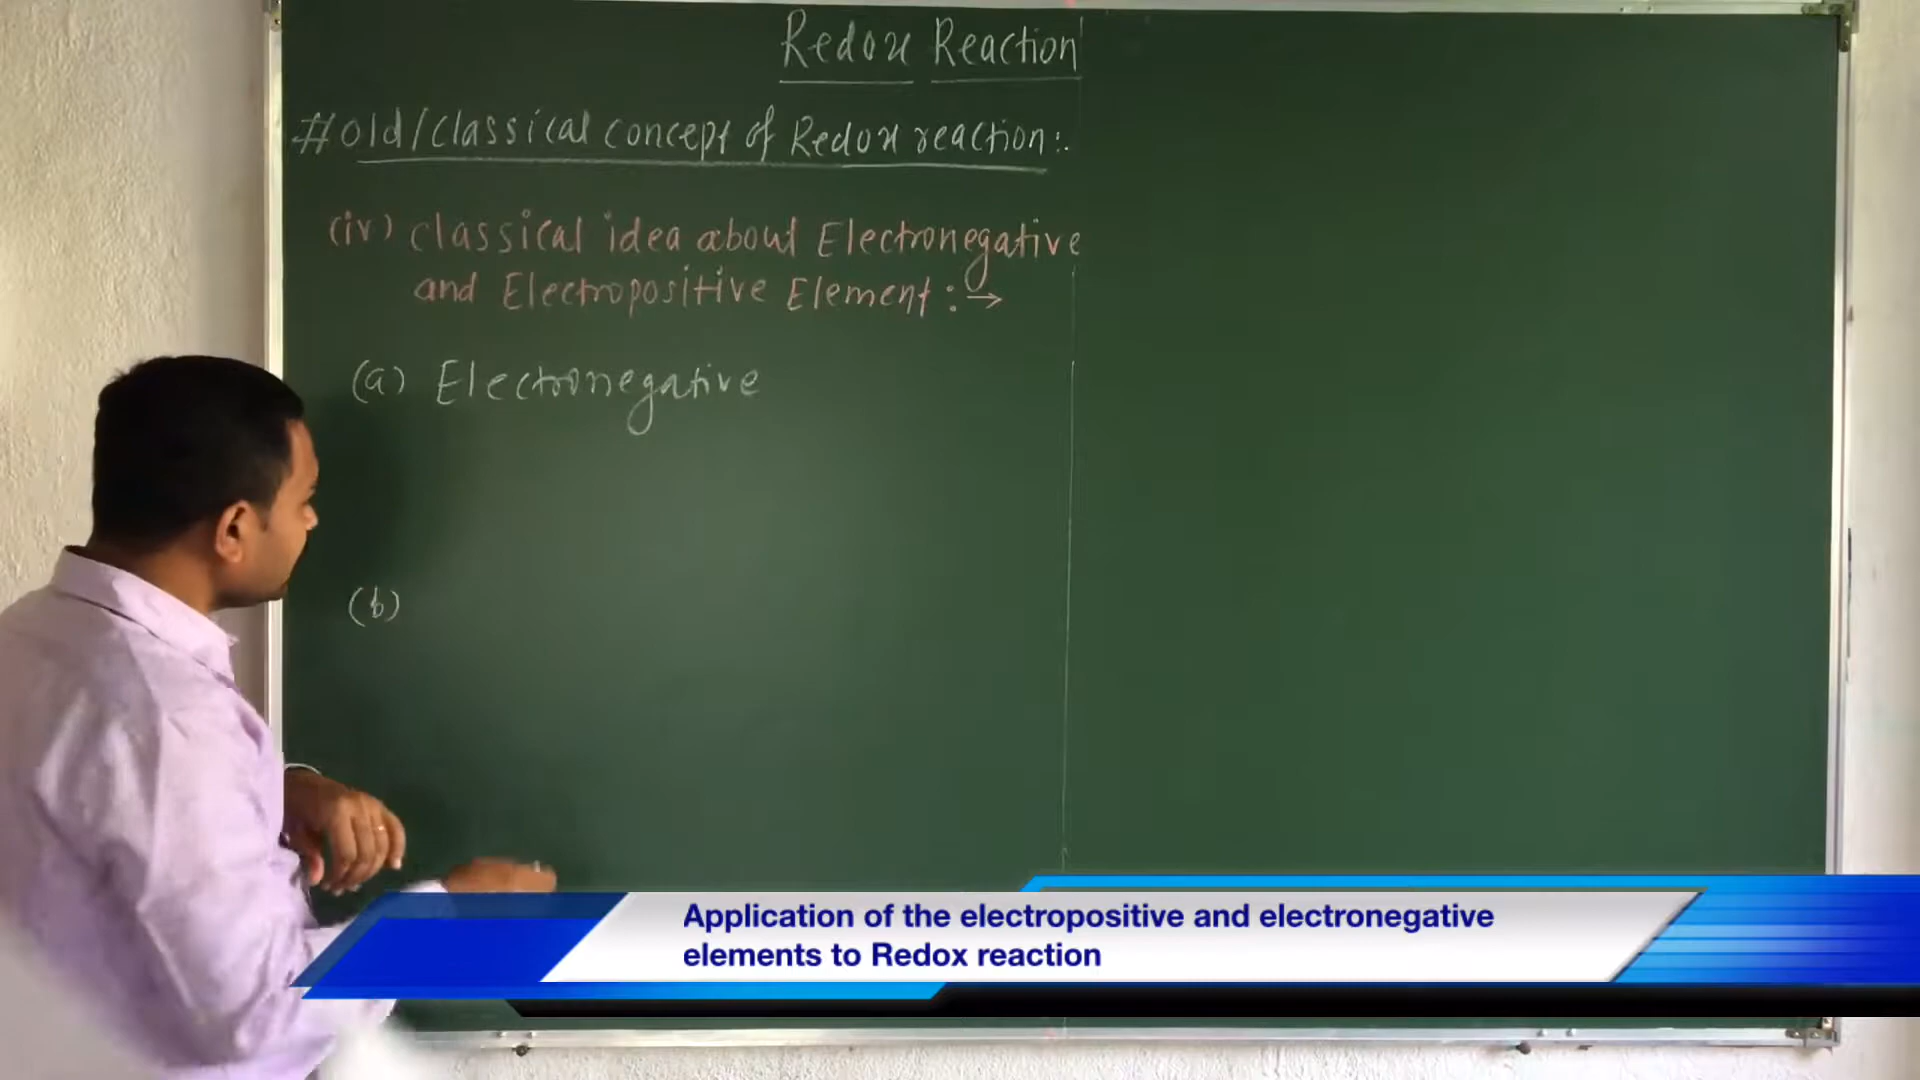 Redox Reaction
#old/classical concept of Redox reaction:.
(iv) classical idea about Electronegative
and Electropositive Element :→
(a) Electronegative
(b)
Application of the electropositive and electronegative
elements to Redox reaction